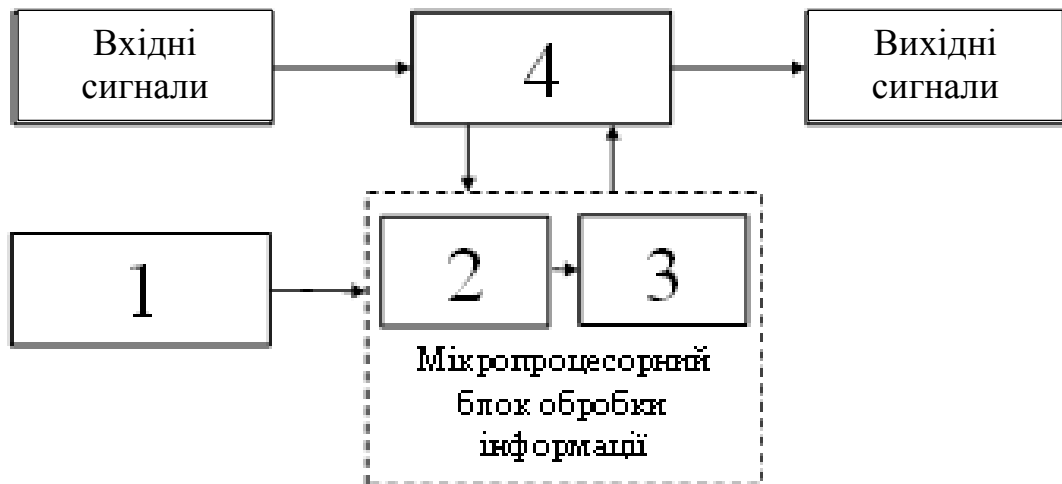 Вхідні
сигнали
4
Вихідні
сигнали
1
2
3
Мікропроцесорний
блок обробки
інформації